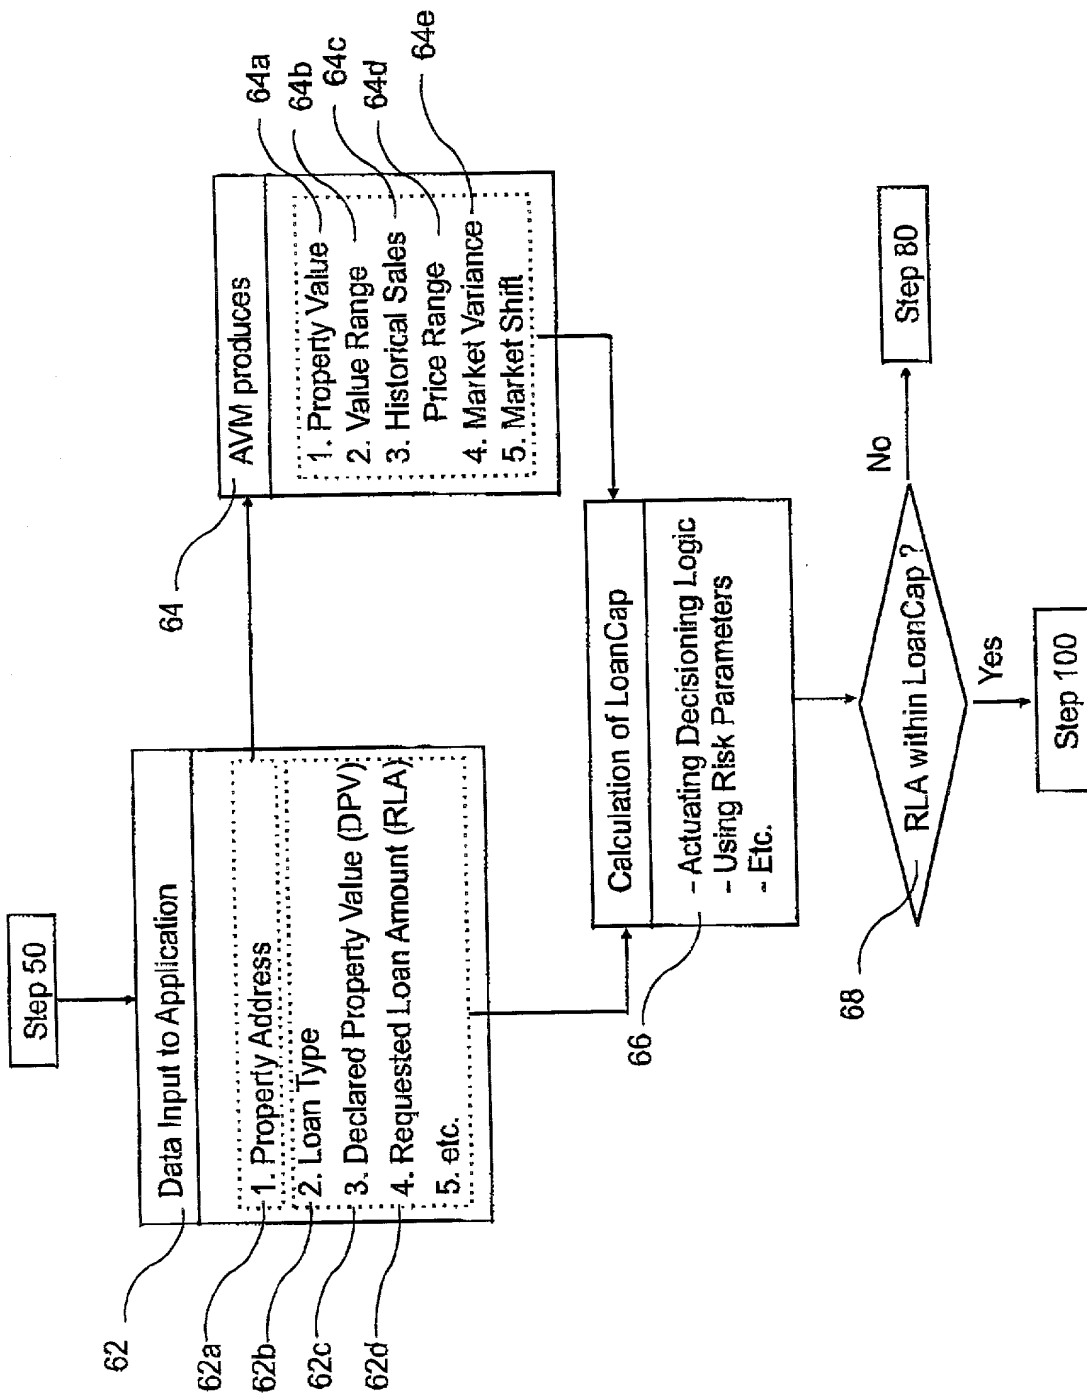 Step 50
62
Data Input to Application
62a
1. Property Address
62b
2. Loan Type
62c
3. Declared Property Value (DPV)
62d
4. Requested Loan Amount (RLA)
5. etc.
64
AVM produces
1. Property Value
64a
2. Value Range
64b
3. Historical Sales
64c
Price Range
64d
4. Market Variance
64e
5. Market Shift
Calculation of LoanCap
66
- Actuating Decisioning Logic
- Using Risk Parameters
- Etc.
68
RLA within LoanCap ?
No
Step 80
Yes
Step 100